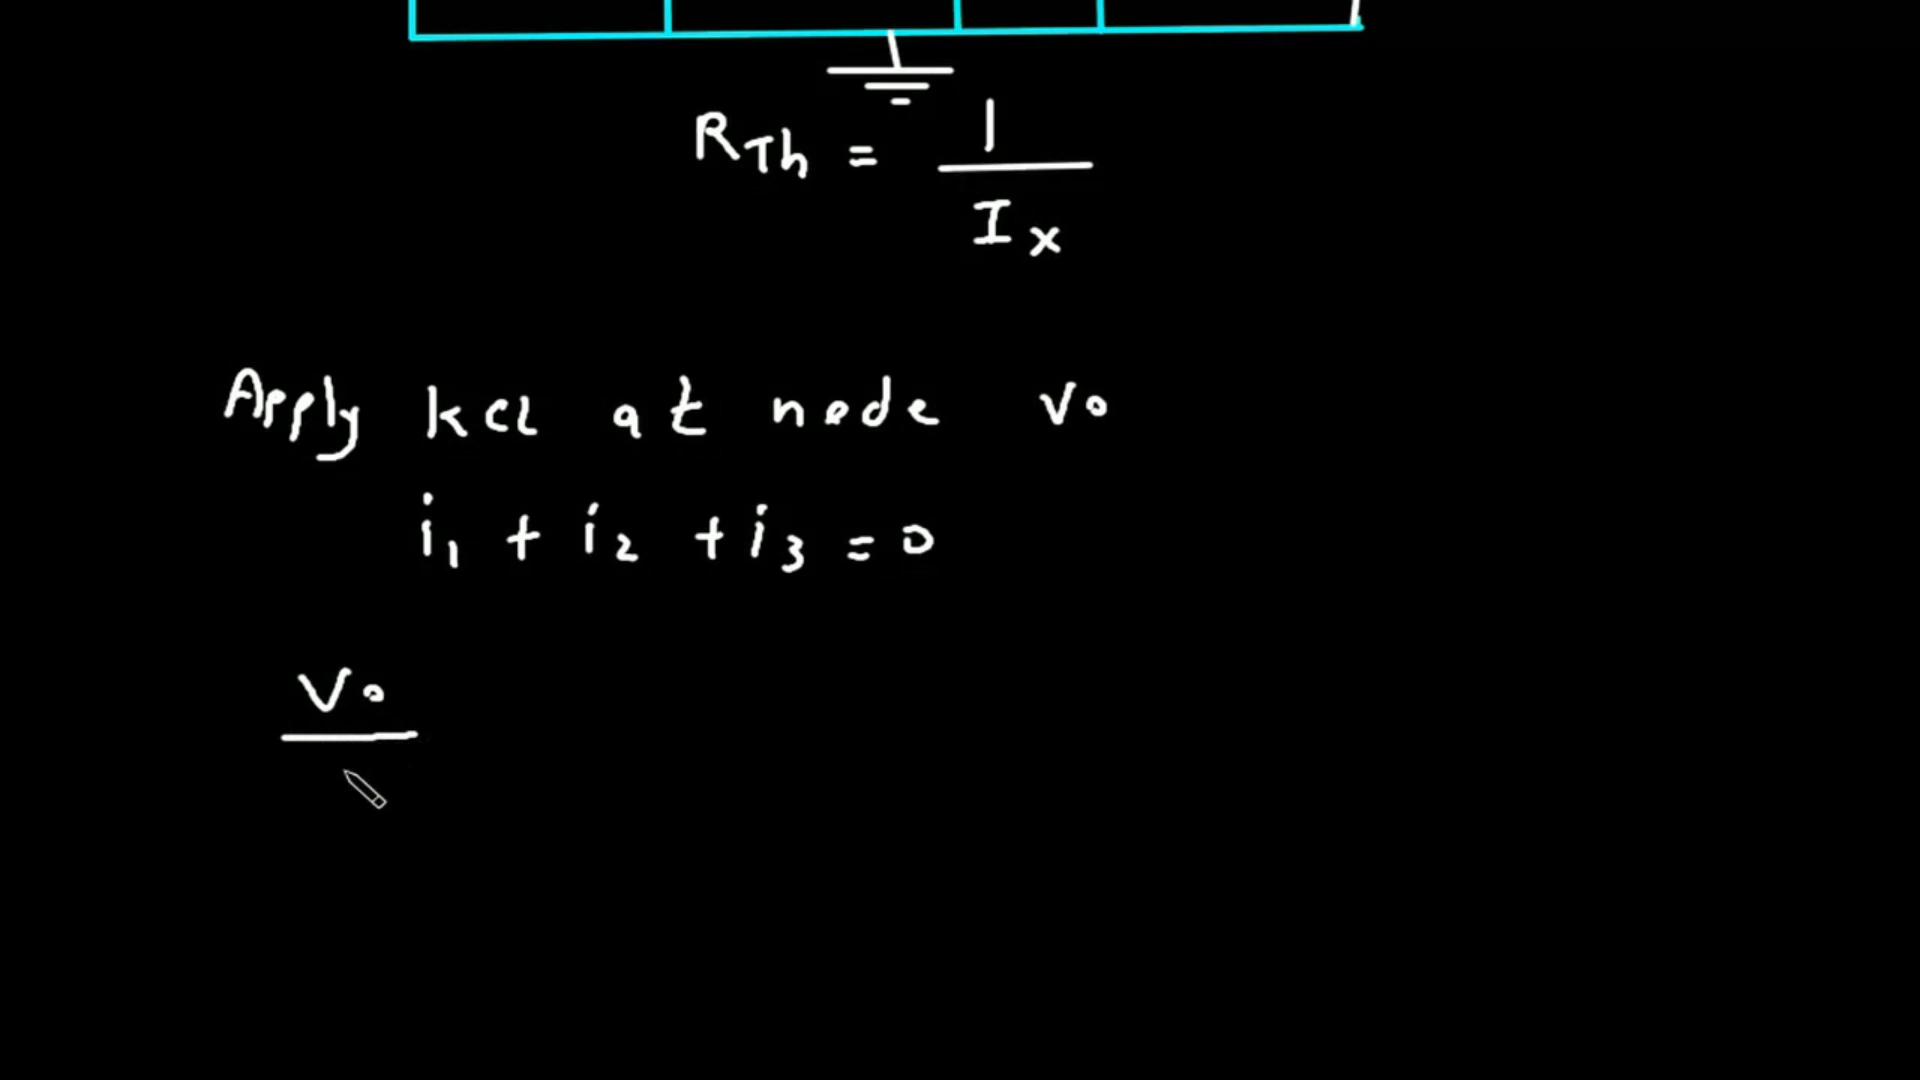 RTh = 1 / Ix
Apply kcl at node Vo
i1 + i2 + i3 = 0
Vo